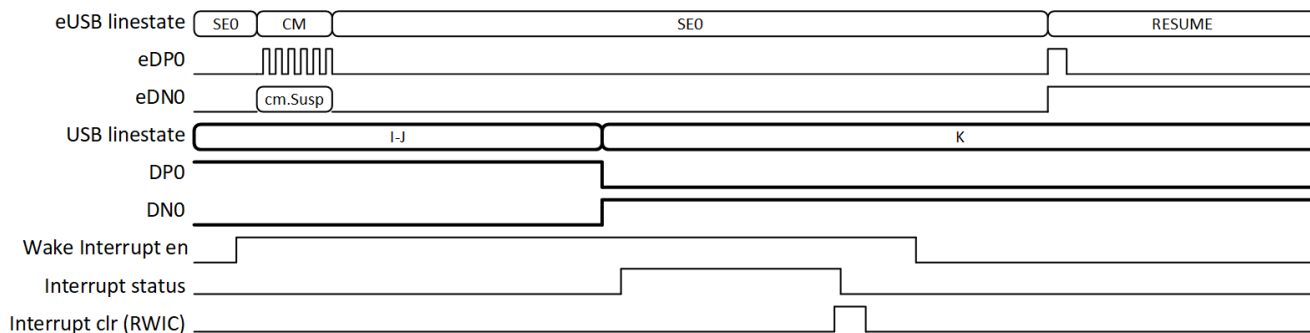 eUSB linestate SE0 CM SE0 RESUME
eDP0
eDN0 cm.Susp
USB linestate I-J K
DP0
DN0
Wake Interrupt en
Interrupt status
Interrupt clr (RWIC)